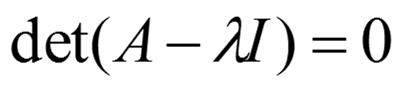 det(A − λI) = 0